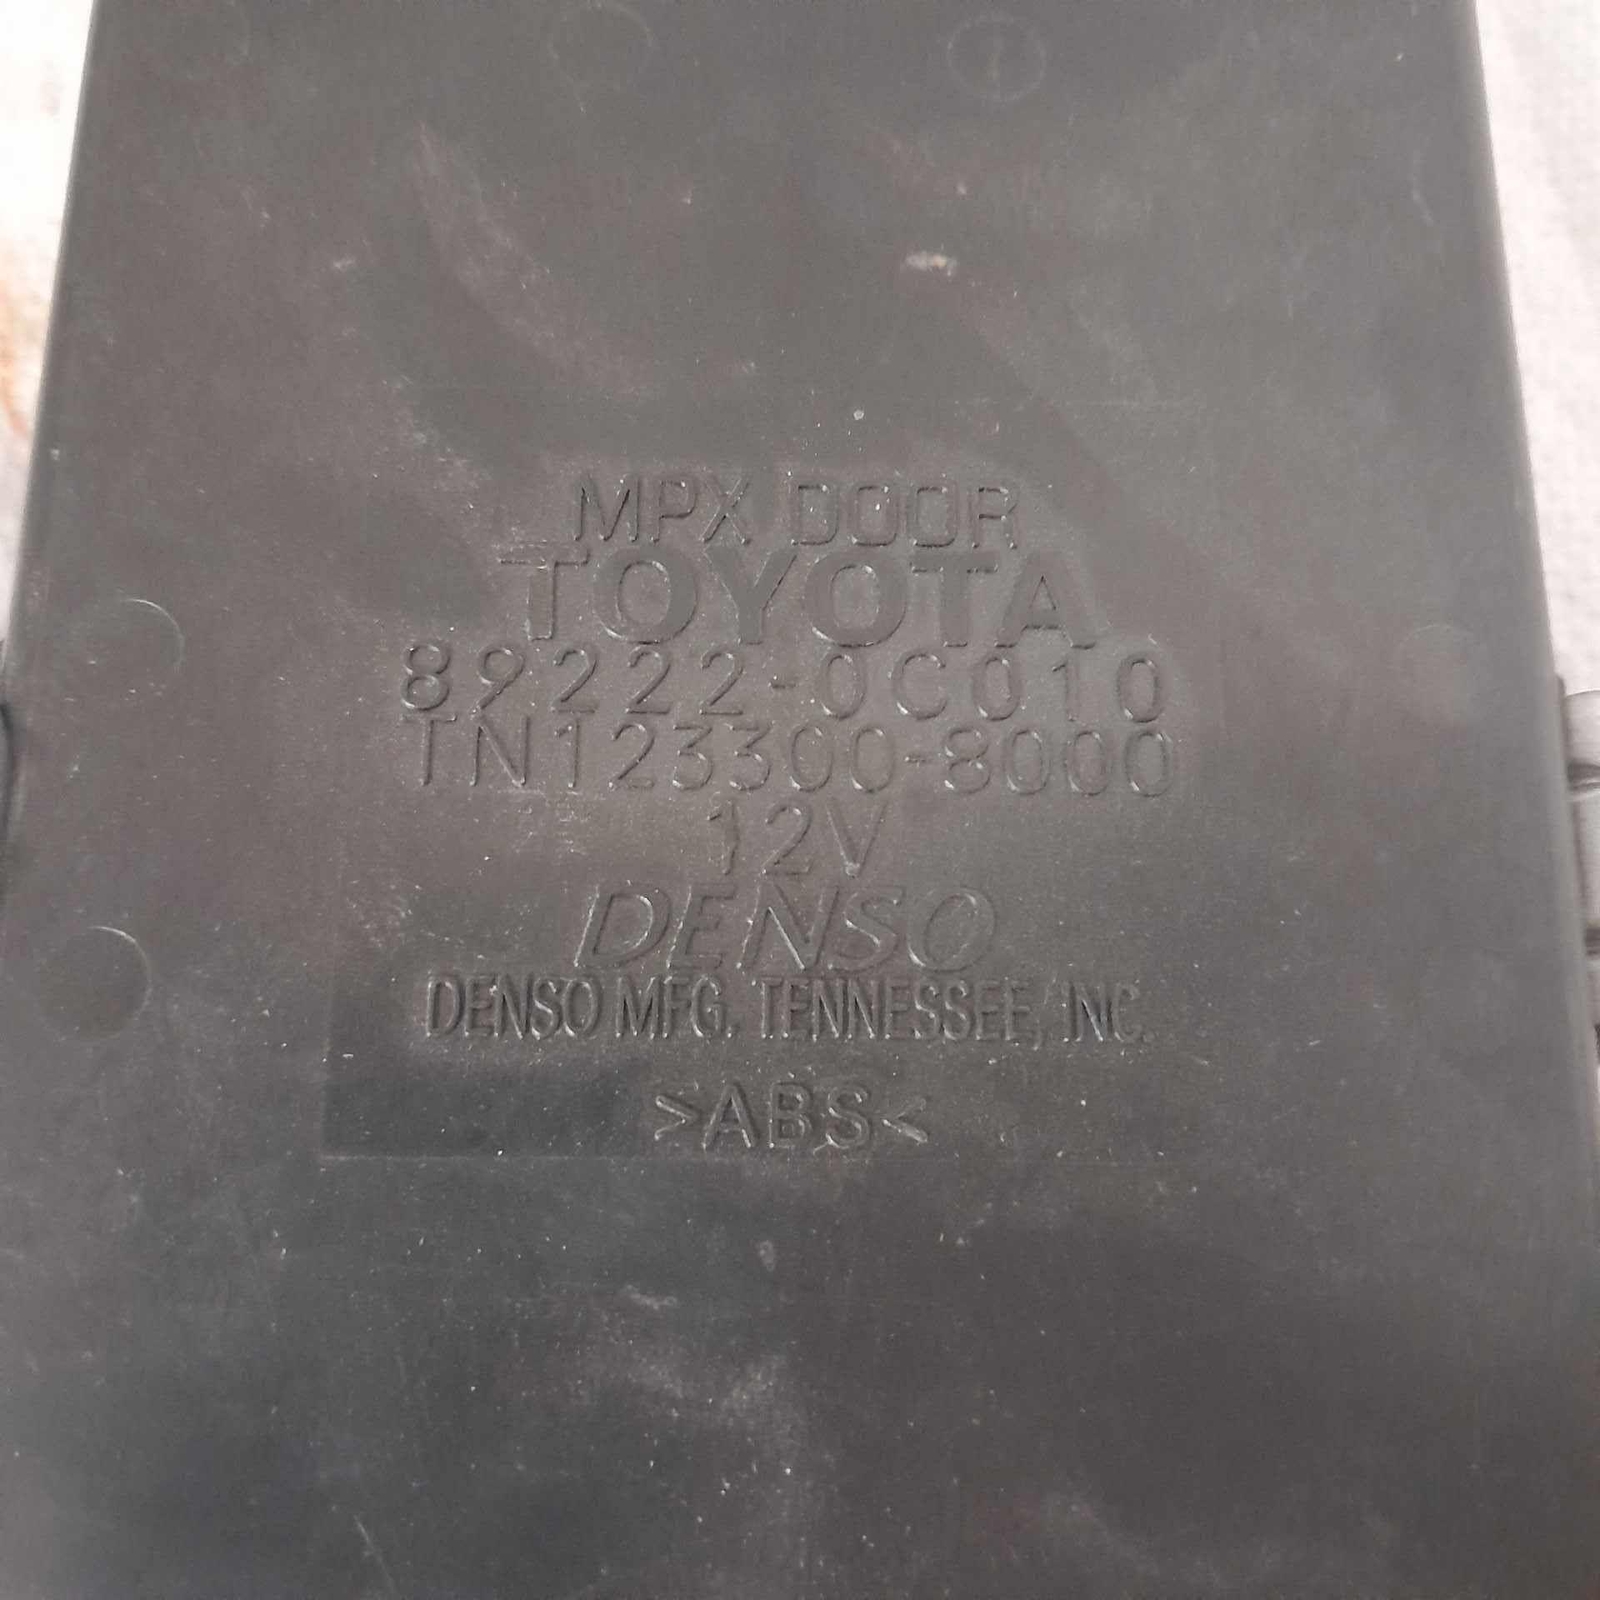 MPX DOOR
TOYOTA
89222-0C010
TN123300-8000
12V
DENSO
DENSO MFG. TENNESSEE, INC.
>ABS<